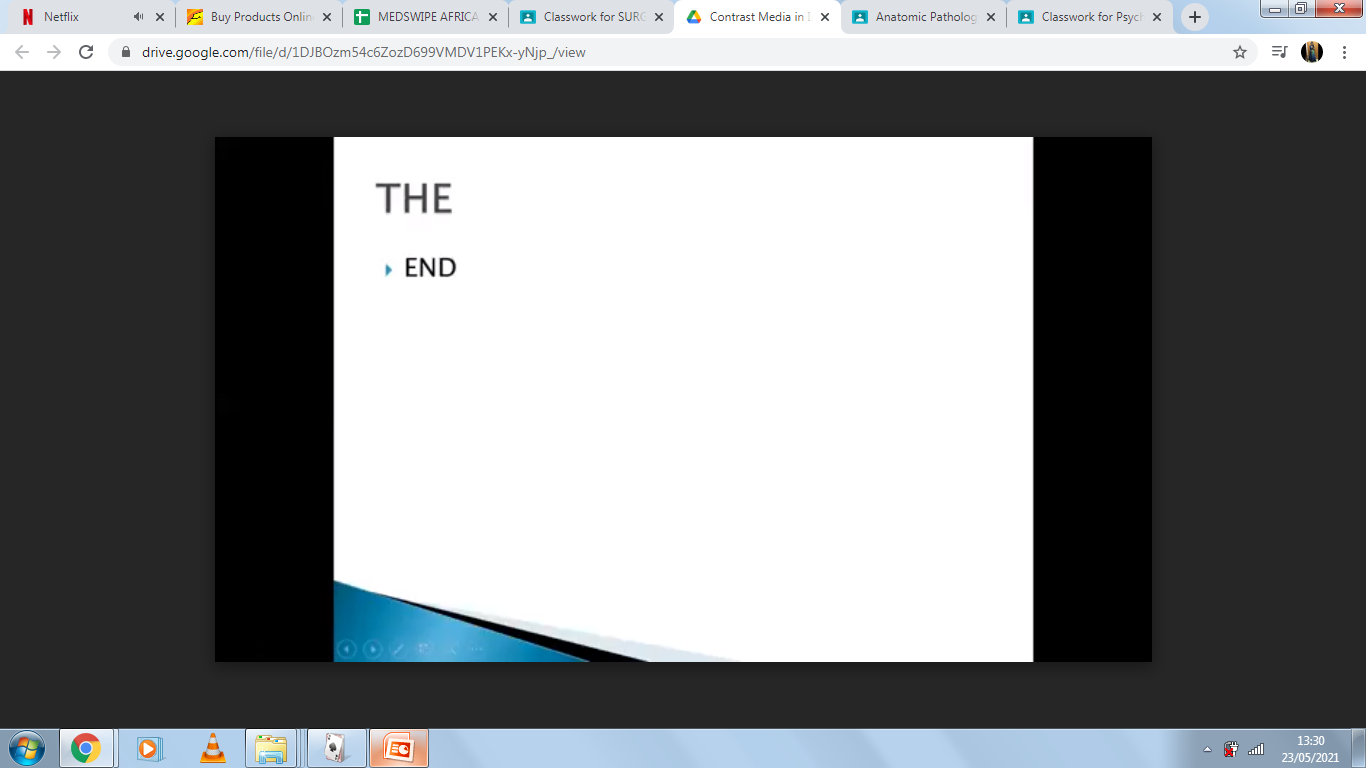 Netflix
Buy Products Onlin
MEDSWIPE AFRICA
Classwork for SURG
Contrast Media in I
Anatomic Patholog
Classwork for Psych
drive.google.com/file/d/1DJBOzm54c6ZozD699VMDV1PEKx-yNjp_/view
THE
END
13:30
23/05/2021